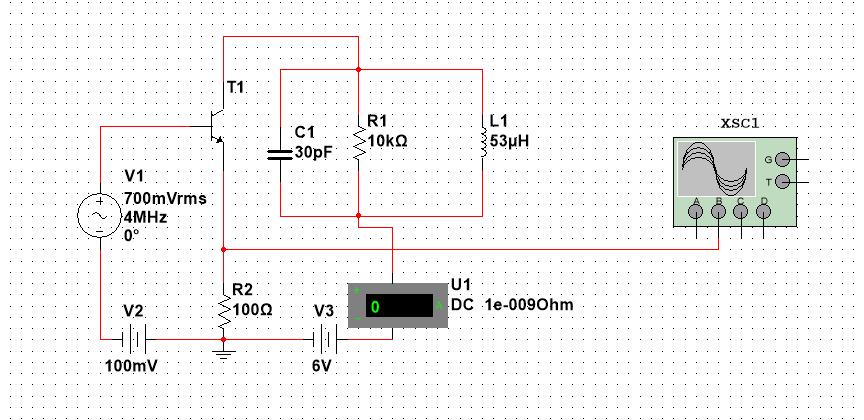 T1
C1
30pF
R1
10kΩ
L1
53µH
XSC1
G
T
A
B
C
D
V1
700mVrms
4MHz
0°
R2
100Ω
V2
100mV
V3
6V
U1
DC 1e-009Ohm
0
A